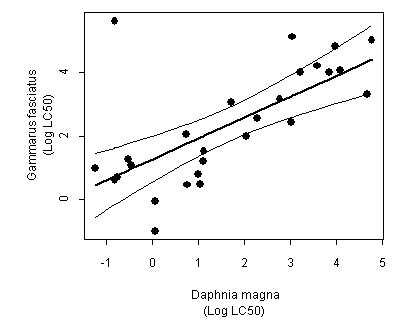 Gammarus fasciatus
(Log LC50)
4
2
0
-1 0 1 2 3 4 5
Daphnia magna
(Log LC50)